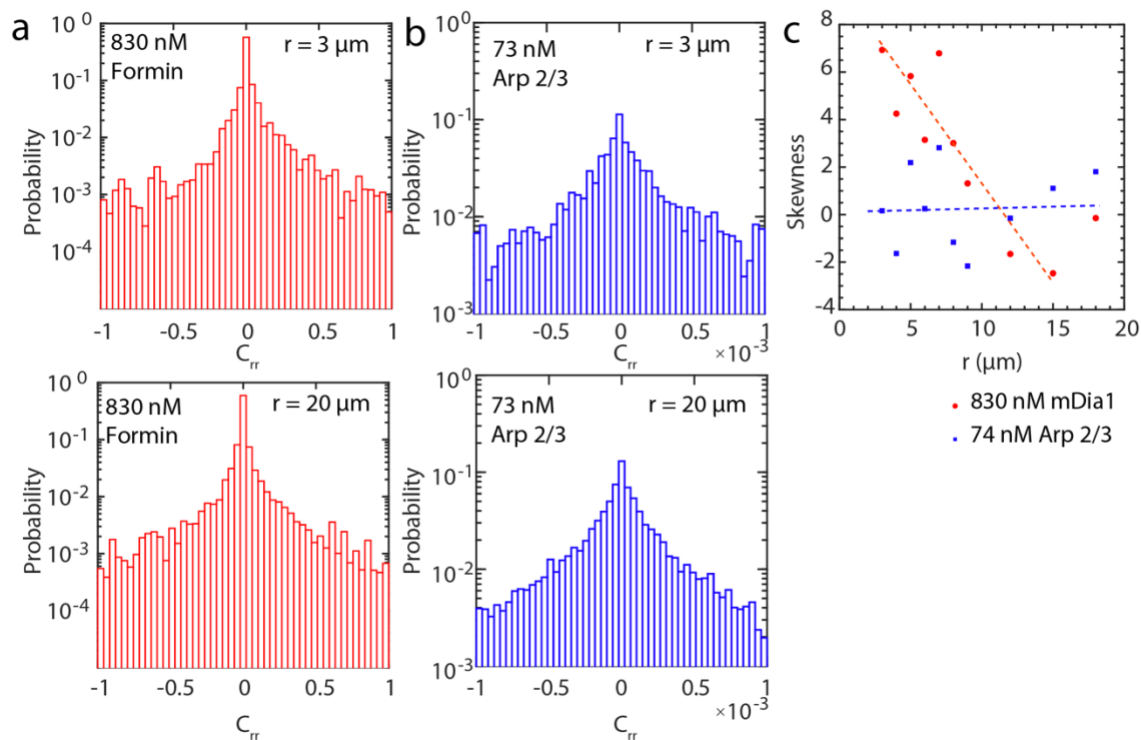 a
830 nM
Formin
r = 3 µm
Probability
10^0
10^-1
10^-2
10^-3
10^-4
-1 -0.5 0 0.5 1
C_rr
830 nM
Formin
r = 20 µm
Probability
10^0
10^-1
10^-2
10^-3
10^-4
-1 -0.5 0 0.5 1
C_rr
b
73 nM
Arp 2/3
r = 3 µm
Probability
10^0
10^-1
10^-2
10^-3
-1 -0.5 0 0.5 1
C_rr
×10^-3
73 nM
Arp 2/3
r = 20 µm
Probability
10^0
10^-1
10^-2
10^-3
-1 -0.5 0 0.5 1
C_rr
×10^-3
c
Skewness
8
6
4
2
0
-2
-4
0 5 10 15 20
r (µm)
830 nM mDia1
74 nM Arp 2/3